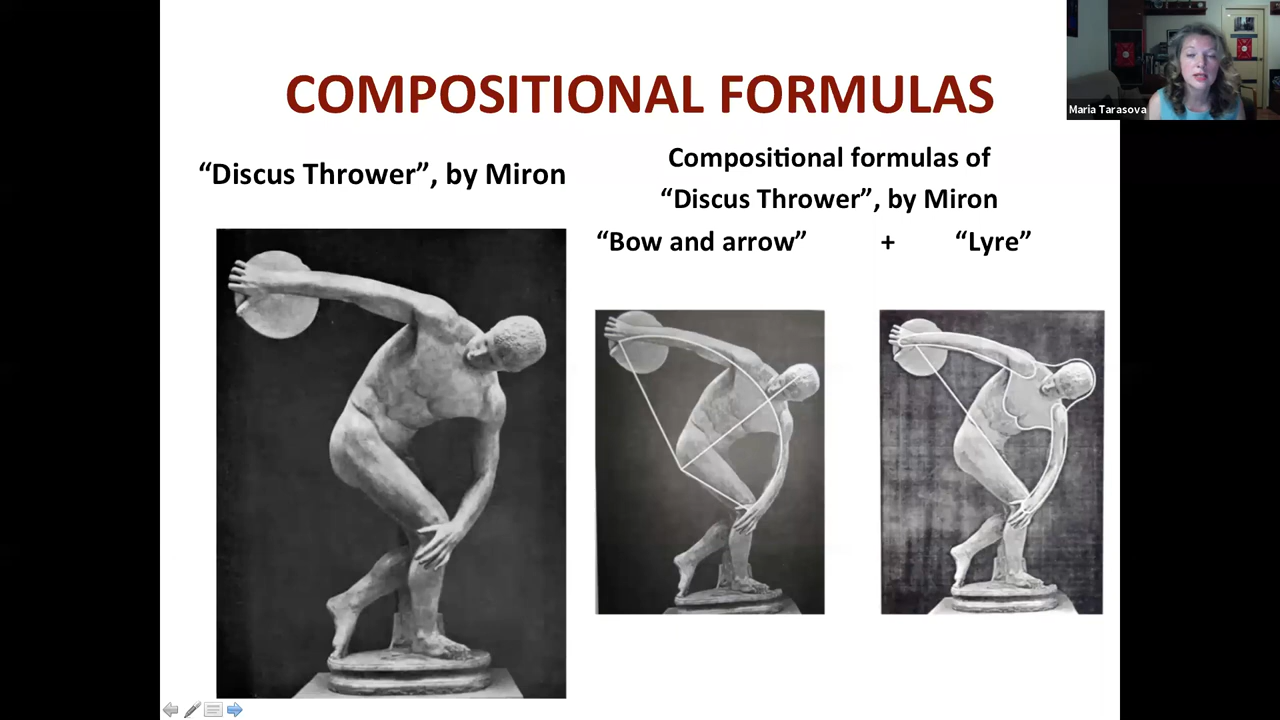 COMPOSITIONAL FORMULAS
Maria Tarasova
“Discus Thrower”, by Miron
Compositional formulas of
“Discus Thrower”, by Miron
“Bow and arrow” + “Lyre”